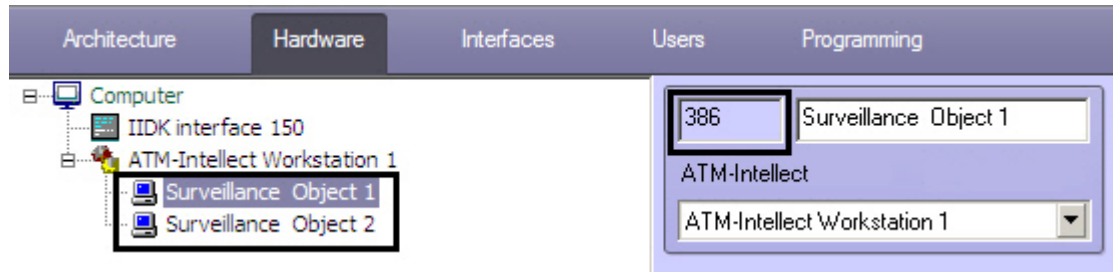 Architecture Hardware Interfaces Users Programming
Computer
IIDK interface 150
ATM-Intellect Workstation 1
Surveillance Object 1
Surveillance Object 2
386 Surveillance Object 1
ATM-Intellect
ATM-Intellect Workstation 1